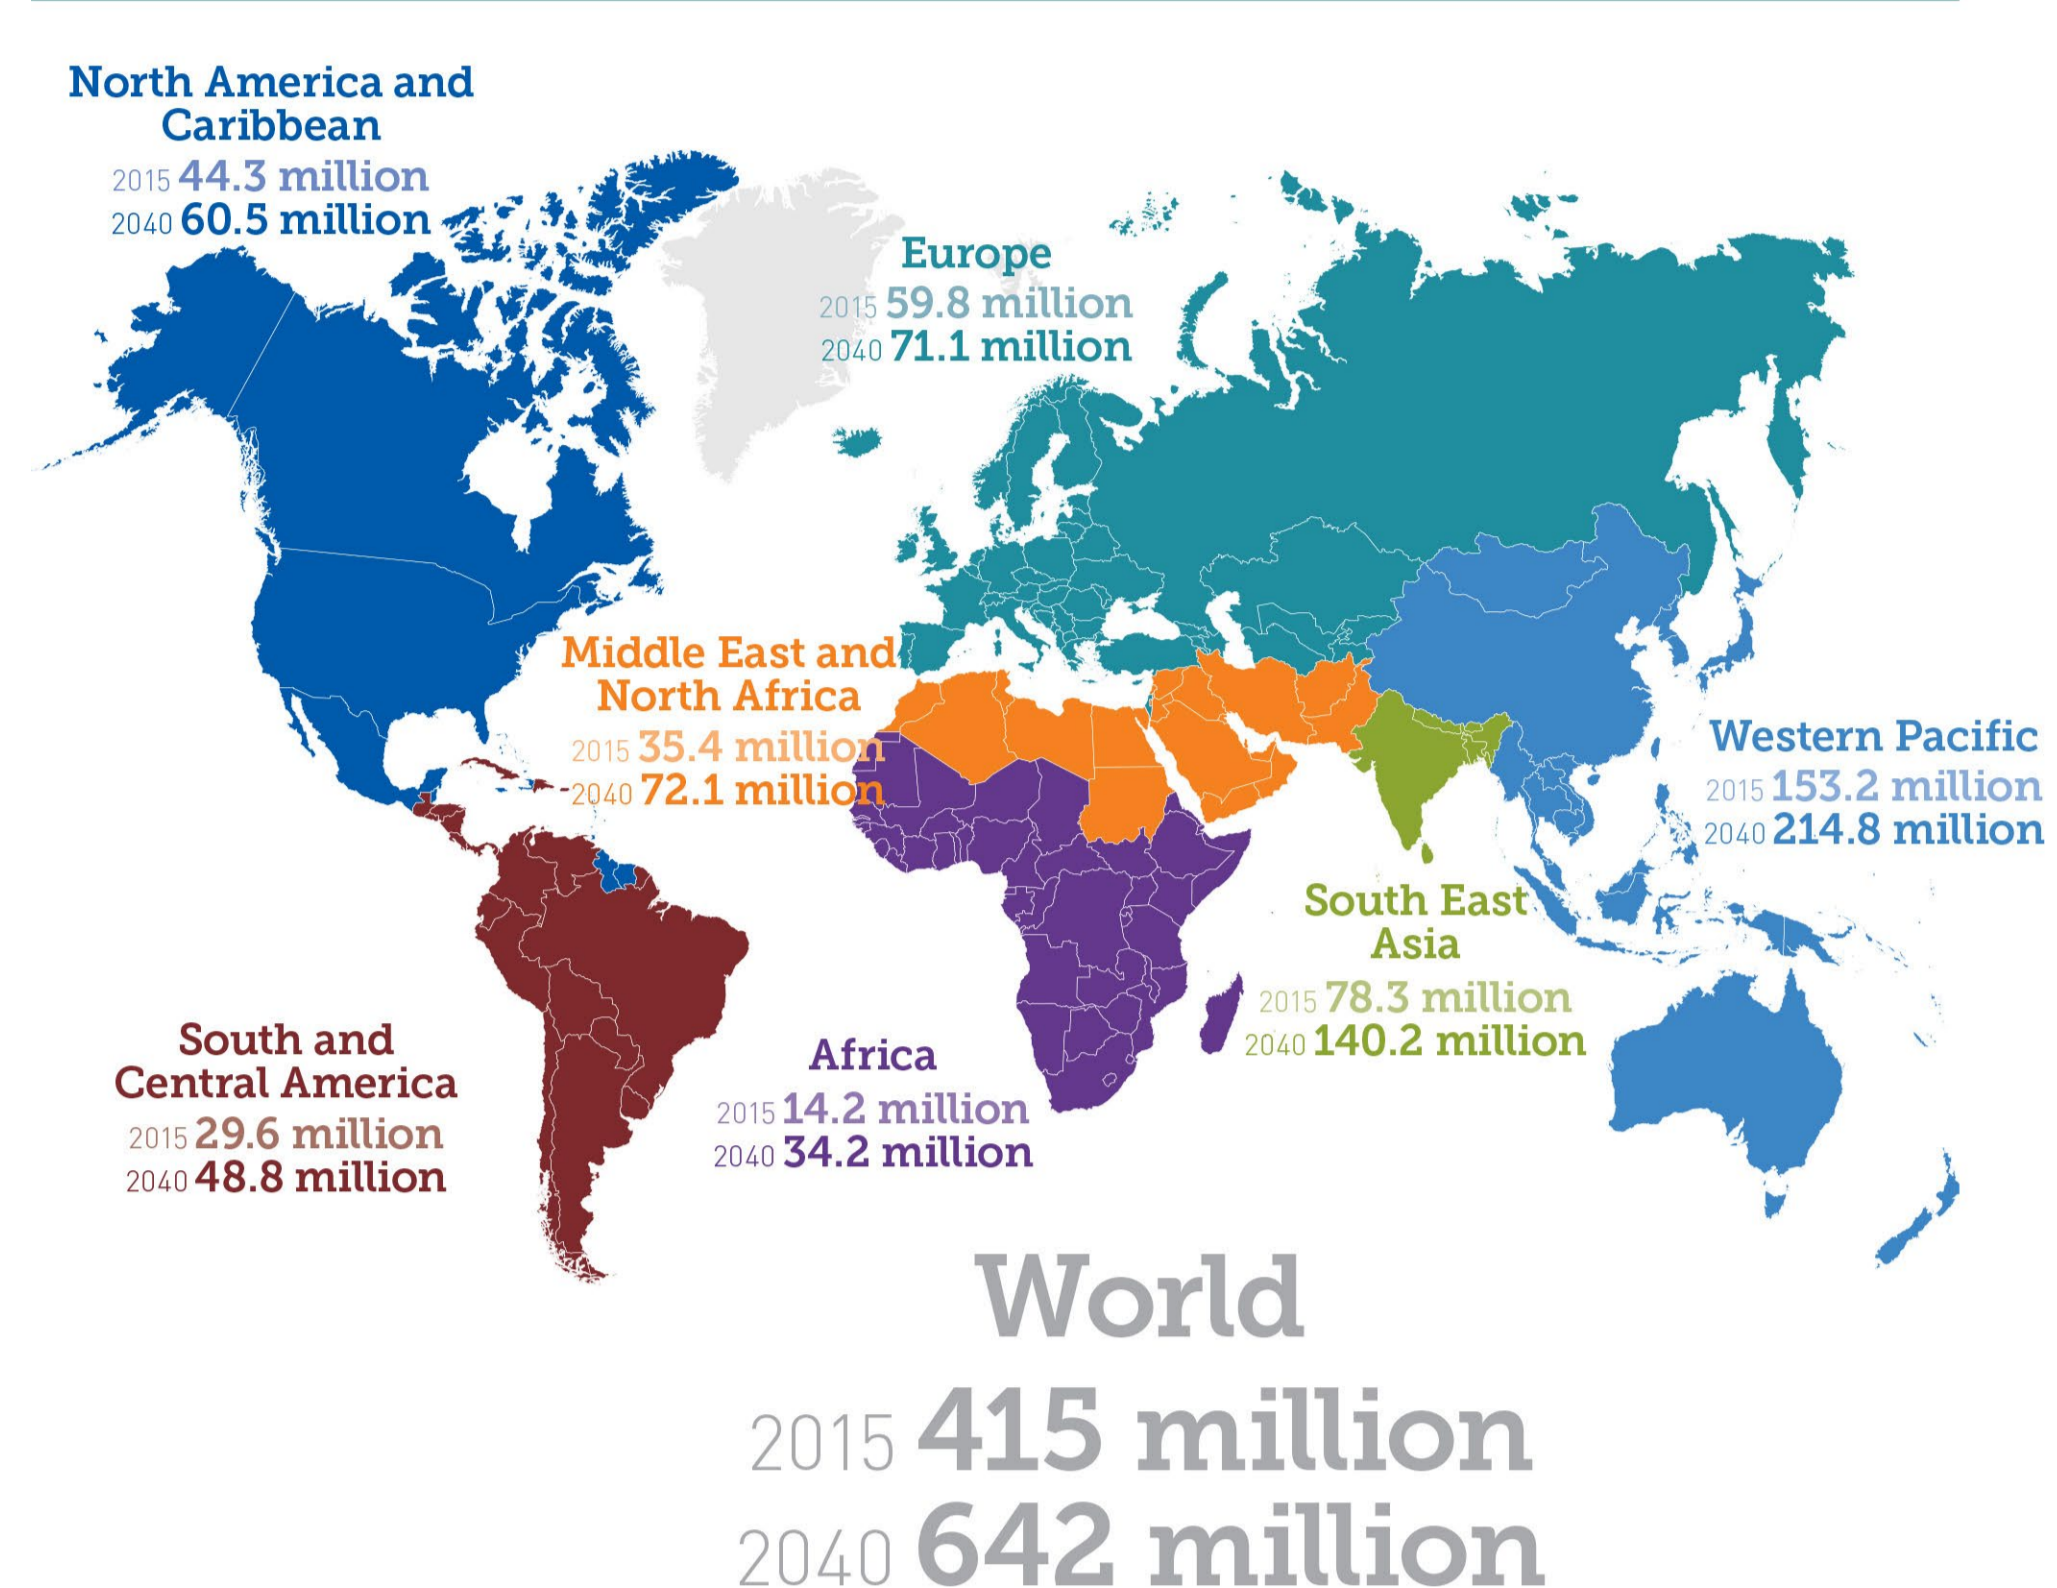 North America and
Caribbean
2015 44.3 million
2040 60.5 million
Europe
2015 59.8 million
2040 71.1 million
Middle East and
North Africa
2015 35.4 million
2040 72.1 million
Western Pacific
2015 153.2 million
2040 214.8 million
South East
Asia
2015 78.3 million
2040 140.2 million
South and
Central America
2015 29.6 million
2040 48.8 million
Africa
2015 14.2 million
2040 34.2 million
World
2015 415 million
2040 642 million